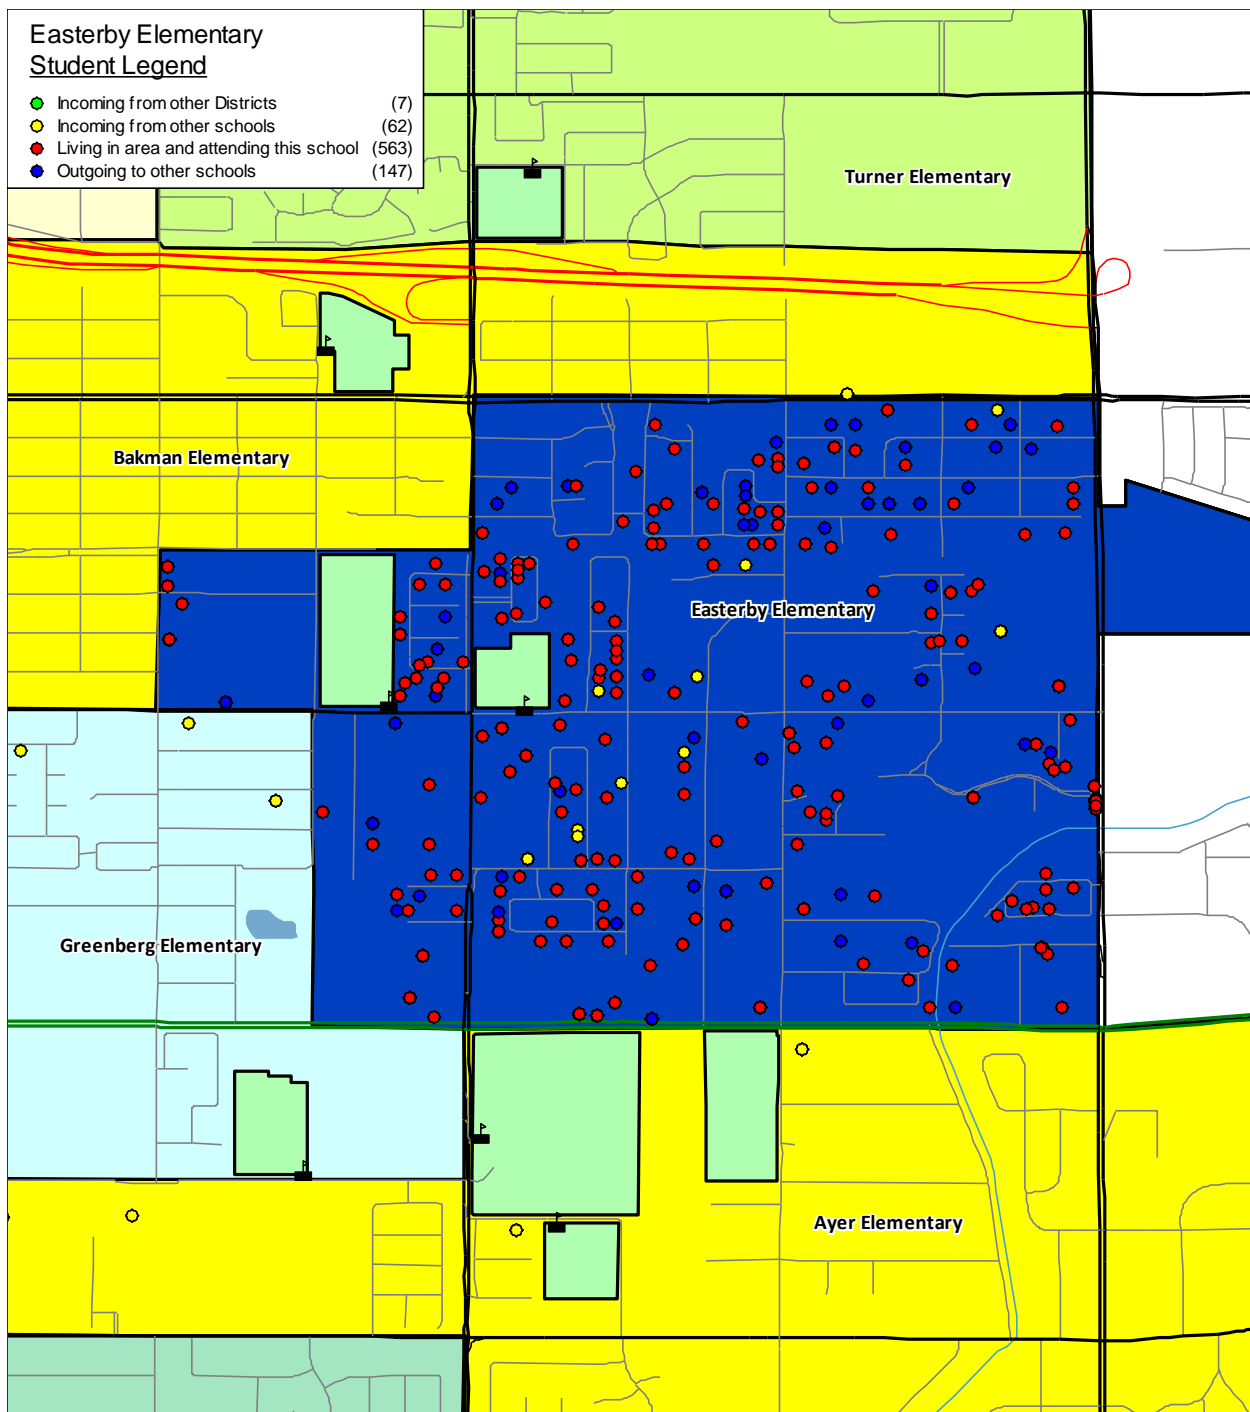 Easterby Elementary
Student Legend
Incoming from other Districts (7)
Incoming from other schools (62)
Living in area and attending this school (563)
Outgoing to other schools (147)
Turner Elementary
Bakman Elementary
Easterby Elementary
Greenberg Elementary
Ayer Elementary